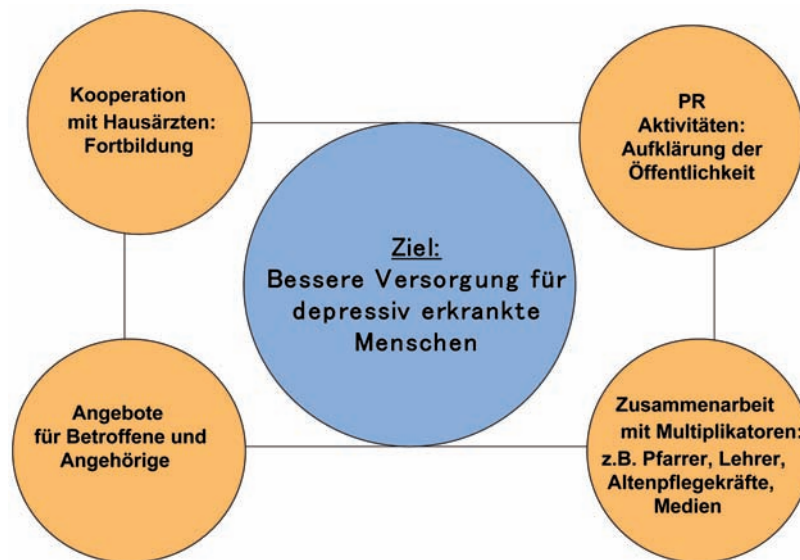 Kooperation
mit Hausärzten:
Fortbildung
PR
Aktivitäten:
Aufklärung der
Öffentlichkeit
Ziel:
Bessere Versorgung für
depressiv erkrankte
Menschen
Angebote
für Betroffene und
Angehörige
Zusammenarbeit
mit Multiplikatoren:
z.B. Pfarrer, Lehrer,
Altenpflegekräfte,
Medien